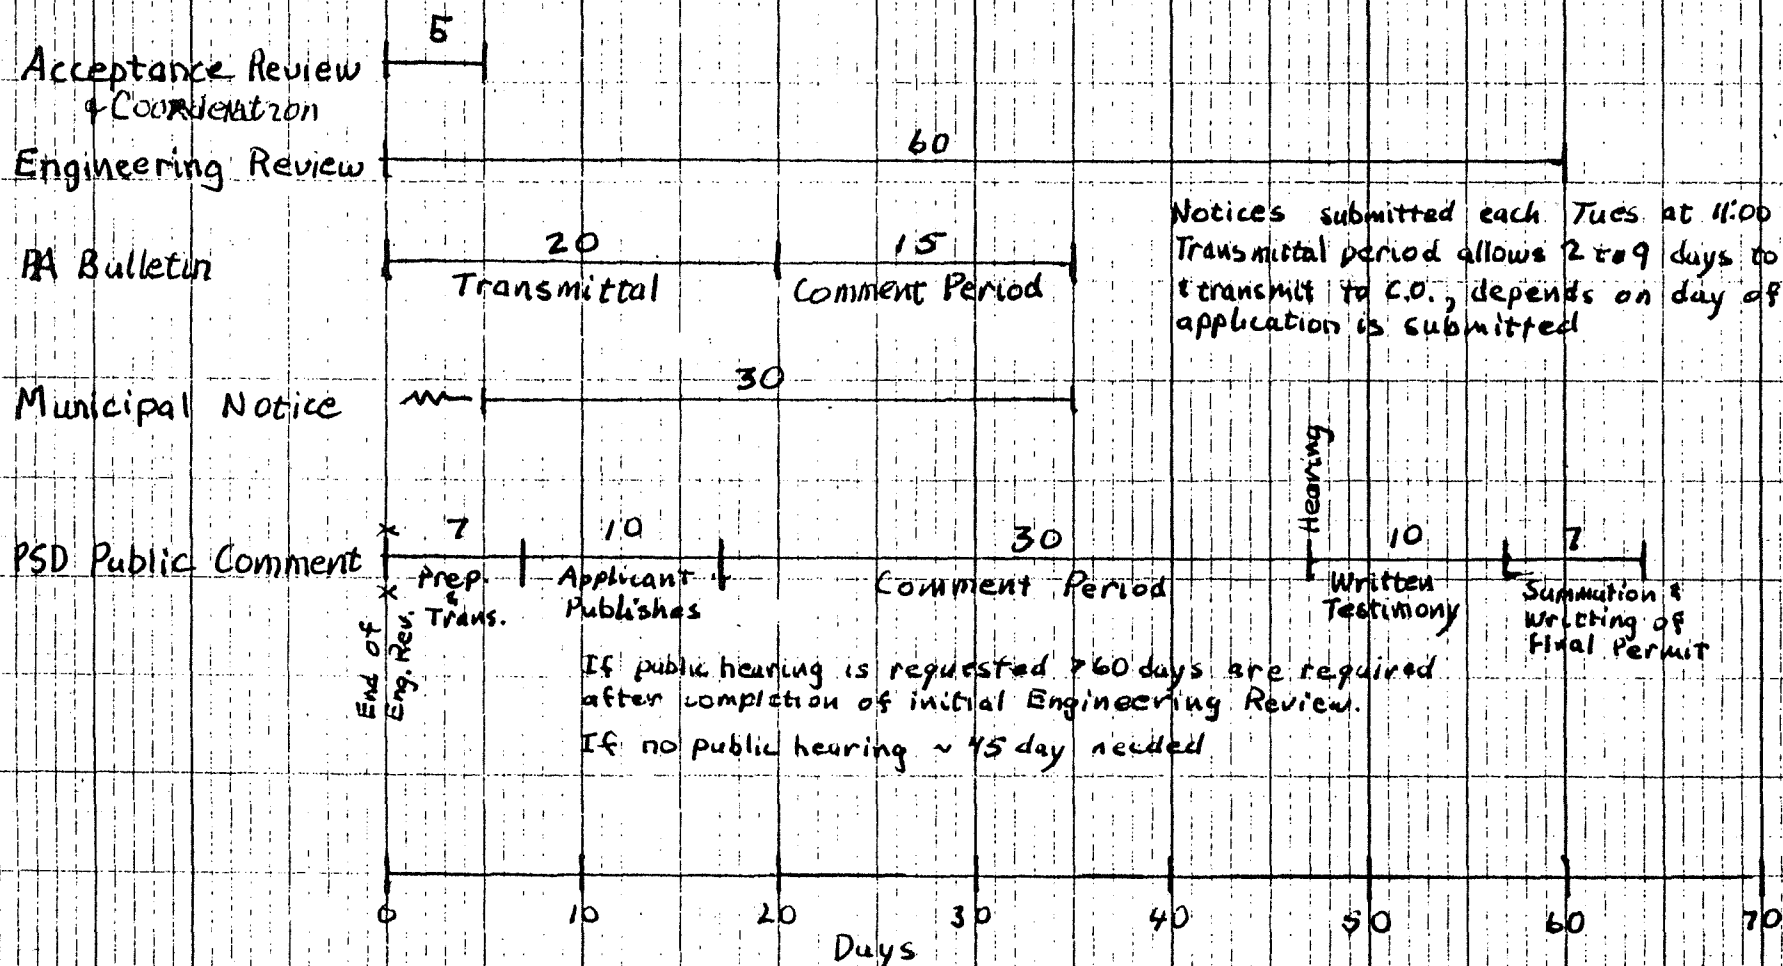 5
Acceptance Review
& Coordination
60
Engineering Review
Notices submitted each Tues at 11:00
20 15
Transmittal period allows 2 to 9 days to
PA Bulletin
Transmittal Comment Period
transmit to C.O., depends on day of
application is submitted
30
Municipal Notice
Hearing
7 10 30 10 7
PSD Public Comment
Prep. & Trans.
Applicant
Publishes
Comment Period
Written
Testimony
Summution &
Writting of
Final Permit
End of
Eng. Rev.
If public hearing is requested >60 days are required
after completion of initial Engineering Review.
If no public hearing ~ 45 day needed
0 10 20 30 40 50 60 70
Days